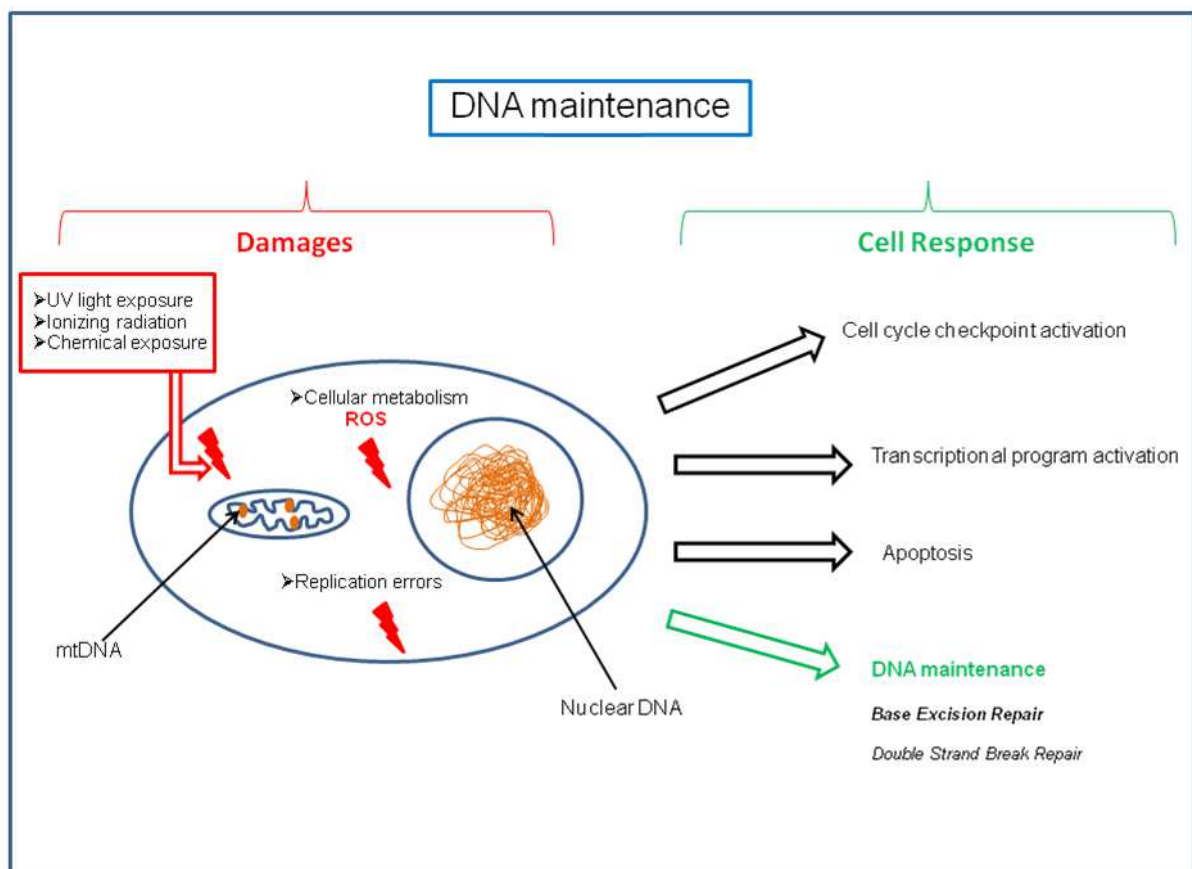 DNA maintenance
Damages
Cell Response
➢UV light exposure
➢Ionizing radiation
➢Chemical exposure
➢Cellular metabolism
ROS
➢Replication errors
mtDNA
Nuclear DNA
Cell cycle checkpoint activation
Transcriptional program activation
Apoptosis
DNA maintenance
Base Excision Repair
Double Strand Break Repair